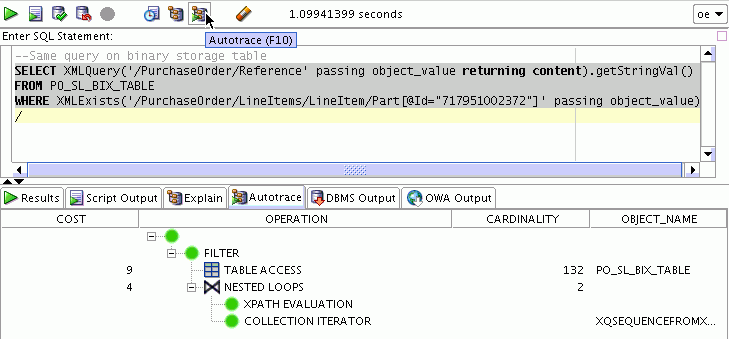 1.09941399 seconds
oe
Enter SQL Statement:
Autotrace (F10)
--Same query on binary storage table
SELECT XMLQuery('/PurchaseOrder/Reference' passing object_value returning content).getStringVal()
FROM PO_SL_BIX_TABLE
WHERE XMLExists('/PurchaseOrder/LineItems/LineItem/Part[@Id="717951002372"]' passing object_value)
/
Results Script Output Explain Autotrace DBMS Output OWA Output
COST OPERATION CARDINALITY OBJECT_NAME
FILTER
9 TABLE ACCESS 132 PO_SL_BIX_TABLE
4 NESTED LOOPS 2
XPATH EVALUATION
COLLECTION ITERATOR XQSEQUENCEFROMX...